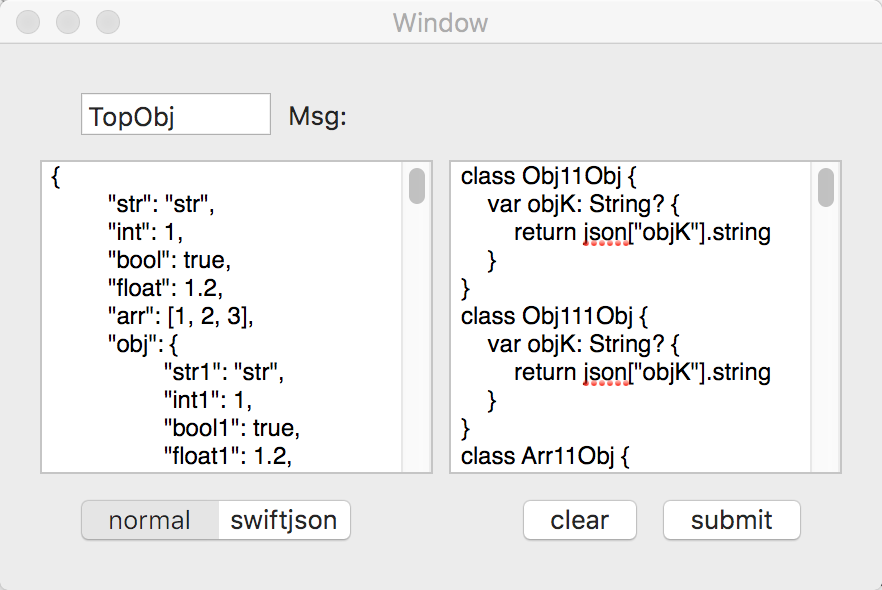 Window
TopObj Msg:
{
"str": "str",
"int": 1,
"bool": true,
"float": 1.2,
"arr": [1, 2, 3],
"obj": {
"str1": "str",
"int1": 1,
"bool1": true,
"float1": 1.2,
class Obj11Obj {
var objK: String? {
return json["objK"].string
}
}
class Obj111Obj {
var objK: String? {
return json["objK"].string
}
}
class Arr11Obj {
normal swiftjson clear submit